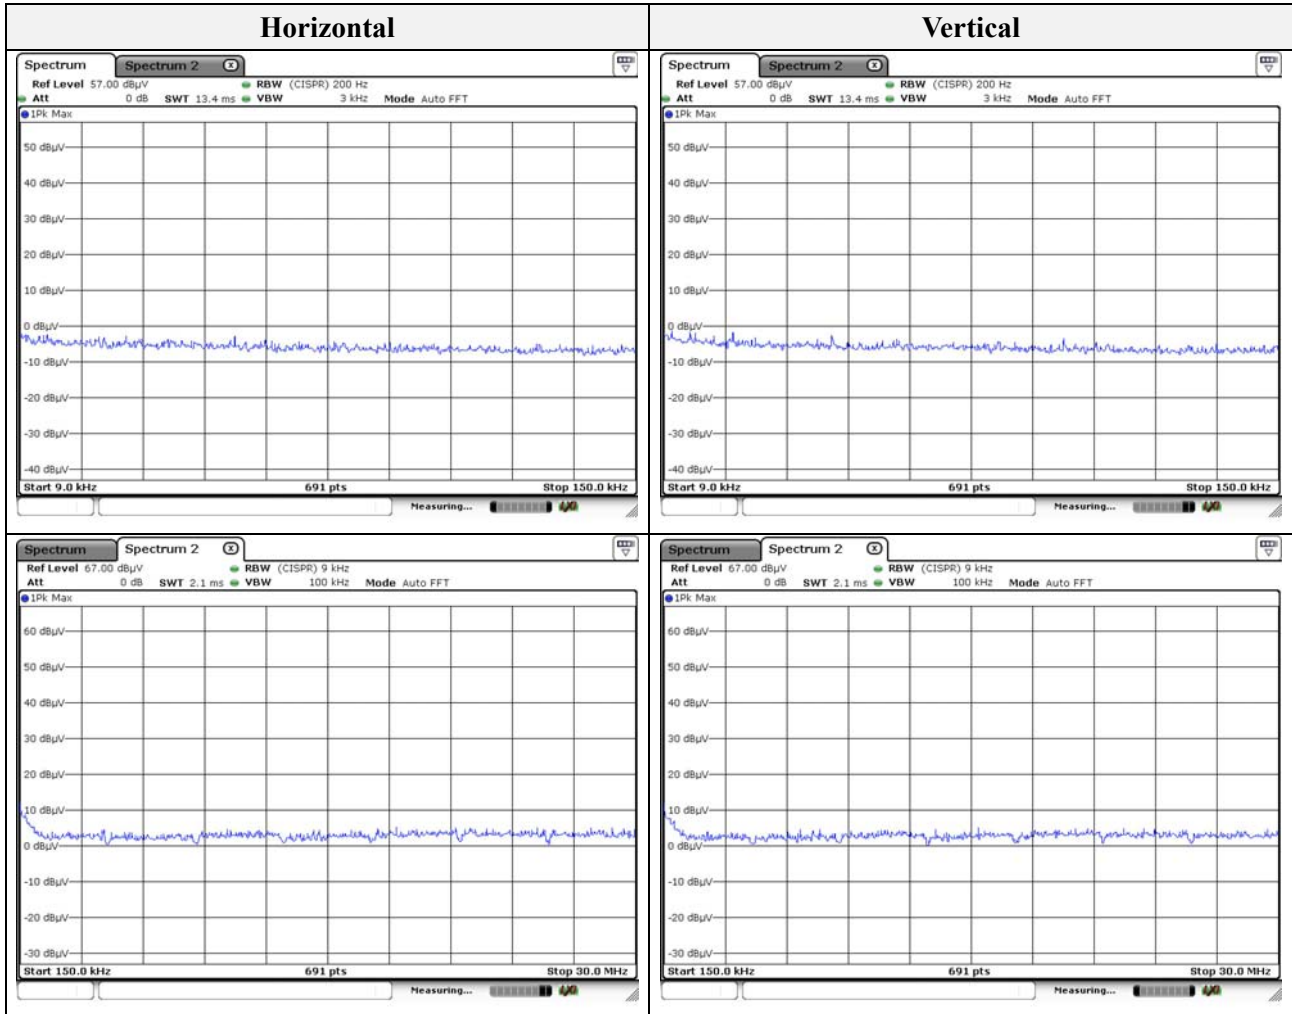 Horizontal Vertical
Spectrum Spectrum 2 X
Ref Level 57.00 dBµV RBW (CISPR) 200 Hz
Att 0 dB SWT 13.4 ms VBW 3 kHz Mode Auto FFT
1Pk Max
50 dBµV
40 dBµV
30 dBµV
20 dBµV
10 dBµV
0 dBµV
-10 dBµV
-20 dBµV
-30 dBµV
-40 dBµV
Start 9.0 kHz 691 pts Stop 150.0 kHz
Measuring...
Spectrum Spectrum 2 X
Ref Level 57.00 dBµV RBW (CISPR) 200 Hz
Att 0 dB SWT 13.4 ms VBW 3 kHz Mode Auto FFT
1Pk Max
50 dBµV
40 dBµV
30 dBµV
20 dBµV
10 dBµV
0 dBµV
-10 dBµV
-20 dBµV
-30 dBµV
-40 dBµV
Start 9.0 kHz 691 pts Stop 150.0 kHz
Measuring...
Spectrum Spectrum 2 X
Ref Level 67.00 dBµV RBW (CISPR) 9 kHz
Att 0 dB SWT 2.1 ms VBW 100 kHz Mode Auto FFT
1Pk Max
60 dBµV
50 dBµV
40 dBµV
30 dBµV
20 dBµV
10 dBµV
0 dBµV
-10 dBµV
-20 dBµV
-30 dBµV
Start 150.0 kHz 691 pts Stop 30.0 MHz
Measuring...
Spectrum Spectrum 2 X
Ref Level 67.00 dBµV RBW (CISPR) 9 kHz
Att 0 dB SWT 2.1 ms VBW 100 kHz Mode Auto FFT
1Pk Max
60 dBµV
50 dBµV
40 dBµV
30 dBµV
20 dBµV
10 dBµV
0 dBµV
-10 dBµV
-20 dBµV
-30 dBµV
Start 150.0 kHz 691 pts Stop 30.0 MHz
Measuring...